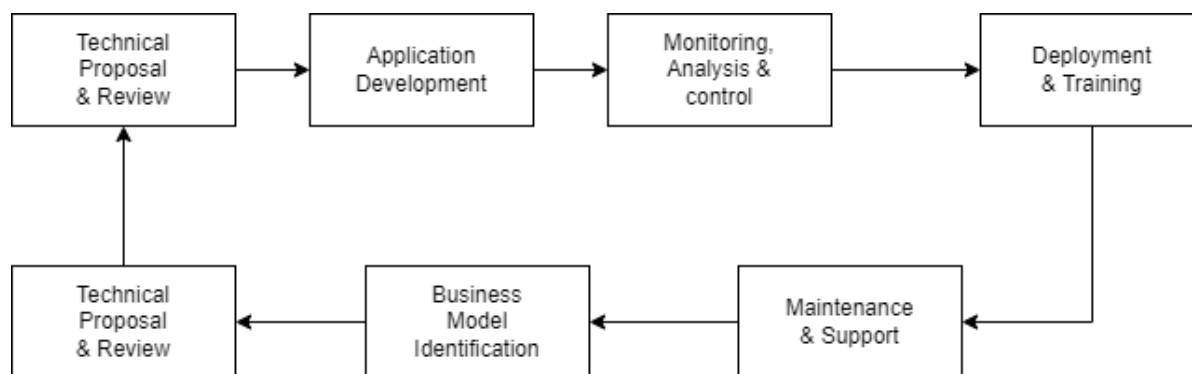 Technical
Proposal
& Review
Application
Development
Monitoring,
Analysis &
control
Deployment
& Training
Technical
Proposal
& Review
Business
Model
Identification
Maintenance
& Support